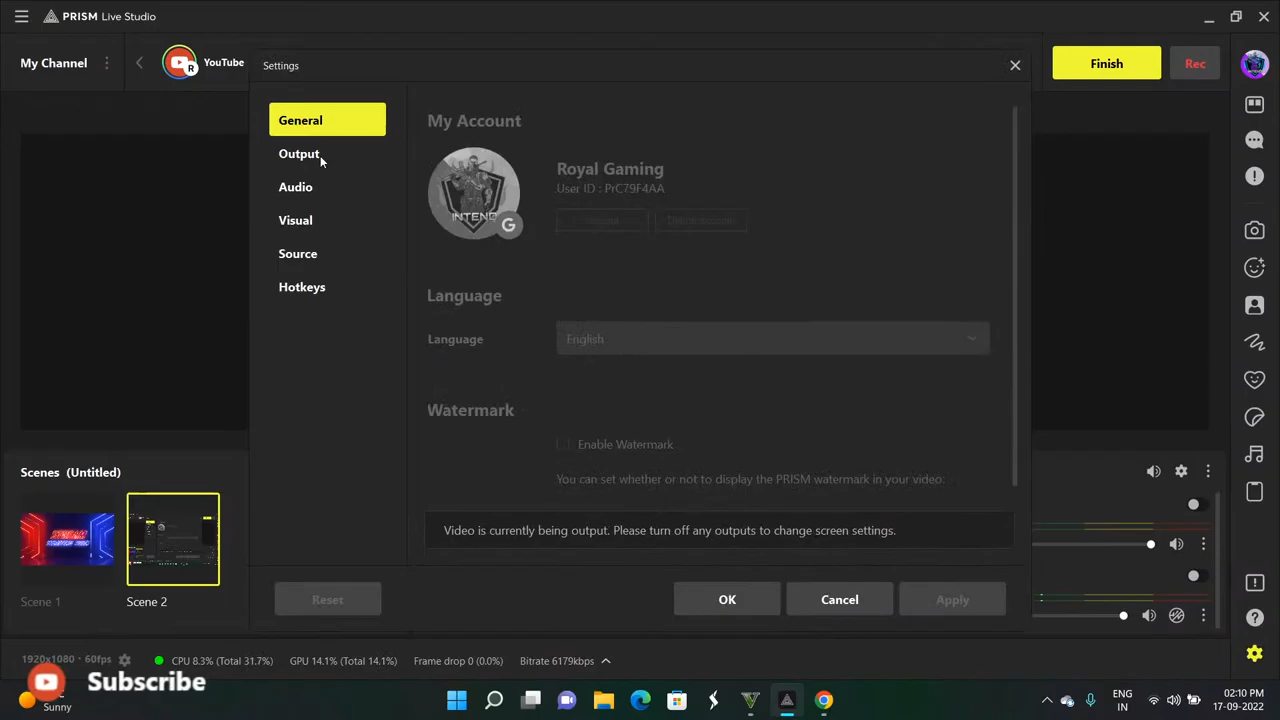 PRISM Live Studio
My Channel
R
YouTube
Finish
Rec
Settings
General
Output
Audio
Visual
Source
Hotkeys
My Account
INTEND
G
Royal Gaming
User ID : PrC79F4AA
Language
Language
English
Watermark
Enable Watermark
You can set whether or not to display the PRISM watermark in your video:
Video is currently being output. Please turn off any outputs to change screen settings.
Reset
OK
Cancel
Apply
Scenes (Untitled)
Scene 1
Scene 2
1920x1080 · 60fps
CPU 8.3% (Total 31.7%)
GPU 14.1% (Total 14.1%)
Frame drop 0 (0.0%)
Bitrate 6179kbps
Subscribe
Sunny
ENG
IN
02:10 PM
17-09-2022